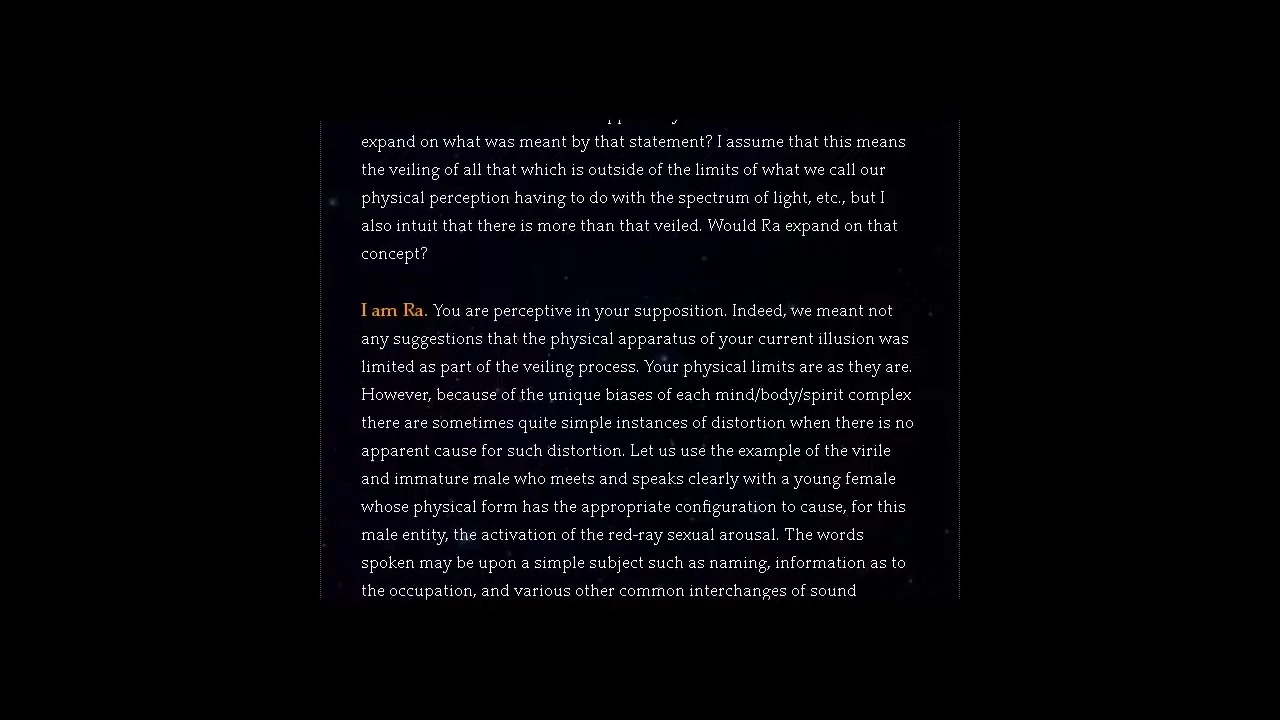 expand on what was meant by that statement? I assume that this means
the veiling of all that which is outside of the limits of what we call our
physical perception having to do with the spectrum of light, etc., but I
also intuit that there is more than that veiled. Would Ra expand on that
concept?
I am Ra. You are perceptive in your supposition. Indeed, we meant not
any suggestions that the physical apparatus of your current illusion was
limited as part of the veiling process. Your physical limits are as they are.
However, because of the unique biases of each mind/body/spirit complex
there are sometimes quite simple instances of distortion when there is no
apparent cause for such distortion. Let us use the example of the virile
and immature male who meets and speaks clearly with a young female
whose physical form has the appropriate configuration to cause, for this
male entity, the activation of the red-ray sexual arousal. The words
spoken may be upon a simple subject such as naming, information as to
the occupation, and various other common interchanges of sound